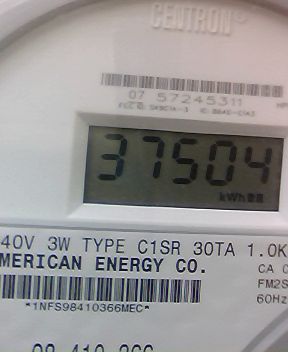 CENTRON®
07 57245311
37504
kWh
40V 3W TYPE C1SR 30TA 1.0K
MERICAN ENERGY CO.
CA 0
FM2S
60Hz
*1NFS98410366MEC*